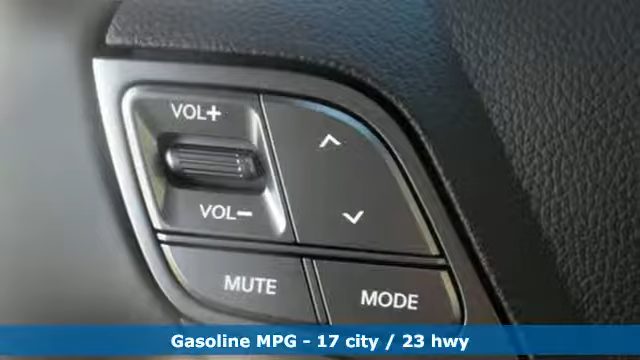 VOL+
VOL-
MUTE
MODE
Gasoline MPG - 17 city / 23 hwy